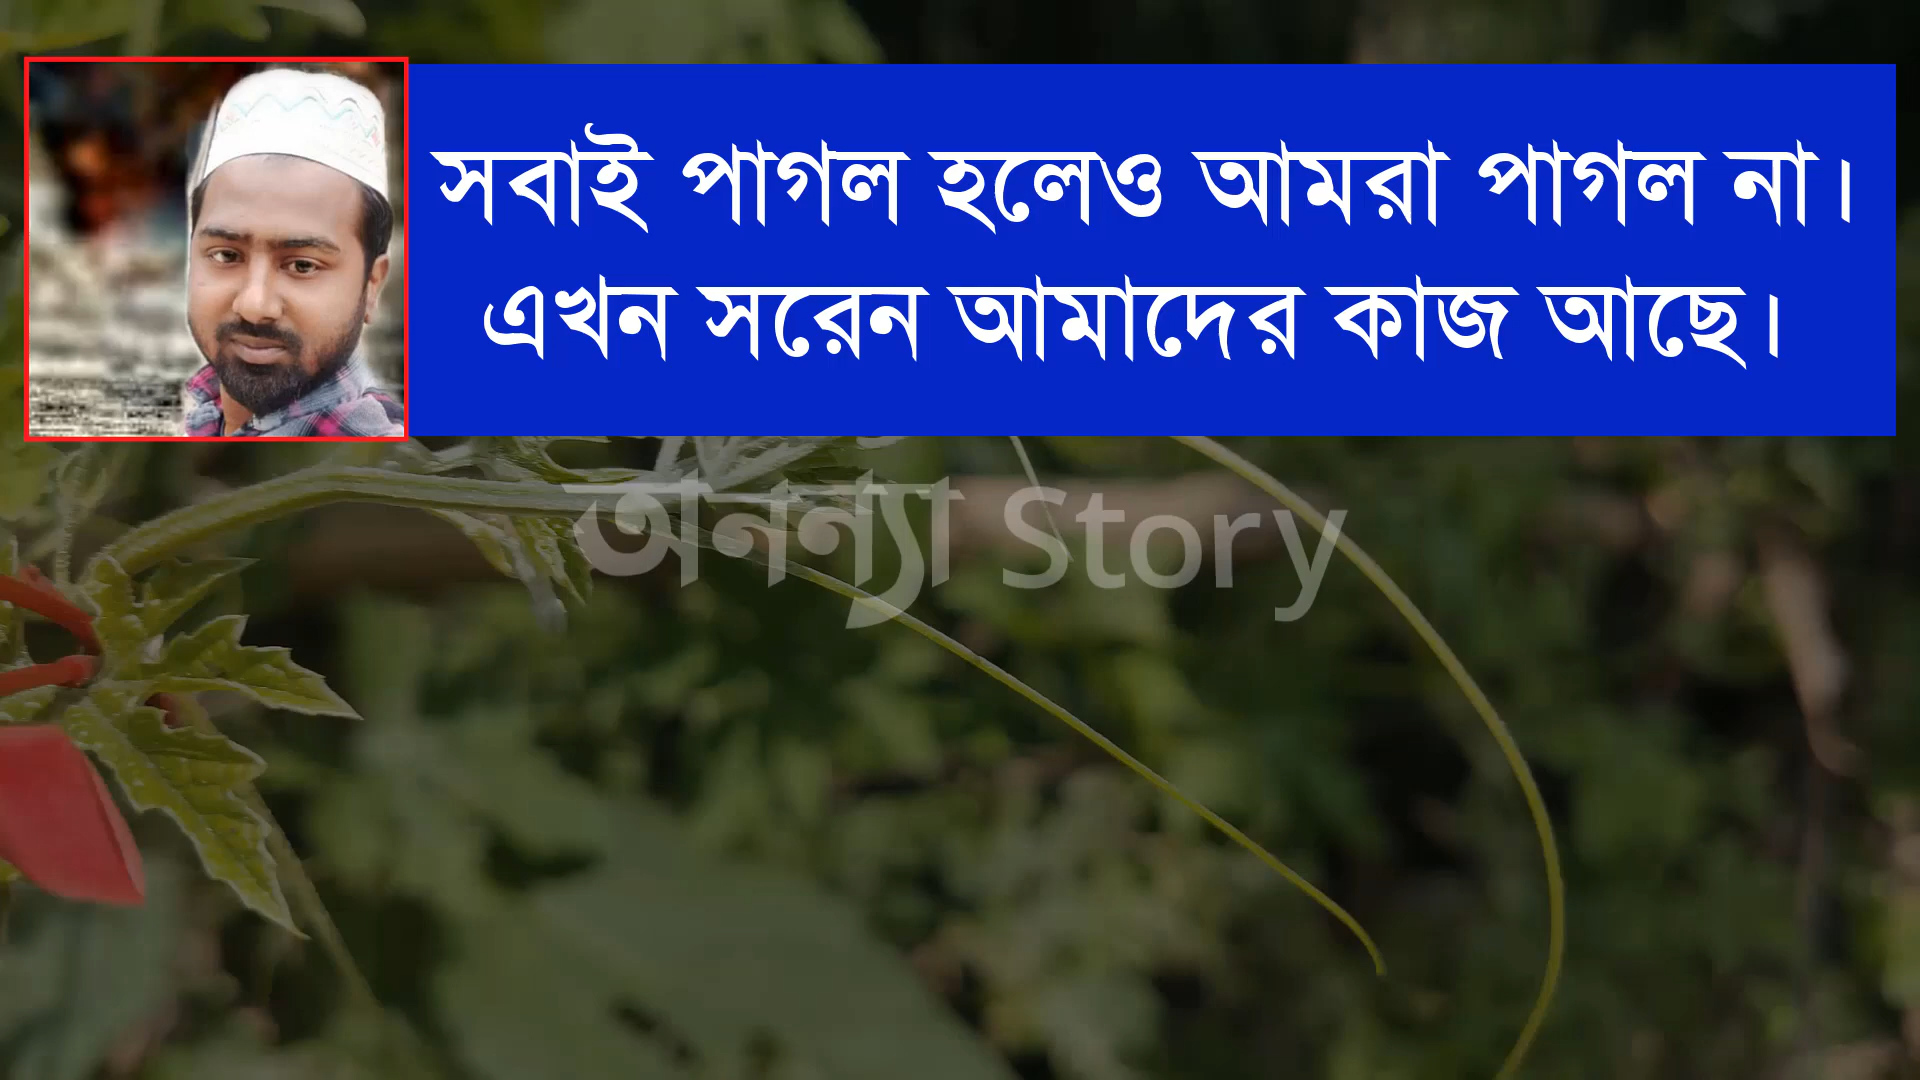 সবাই পাগল হলেও আমরা পাগল না।
এখন সরেন আমাদের কাজ আছে।
অনন্যা Story